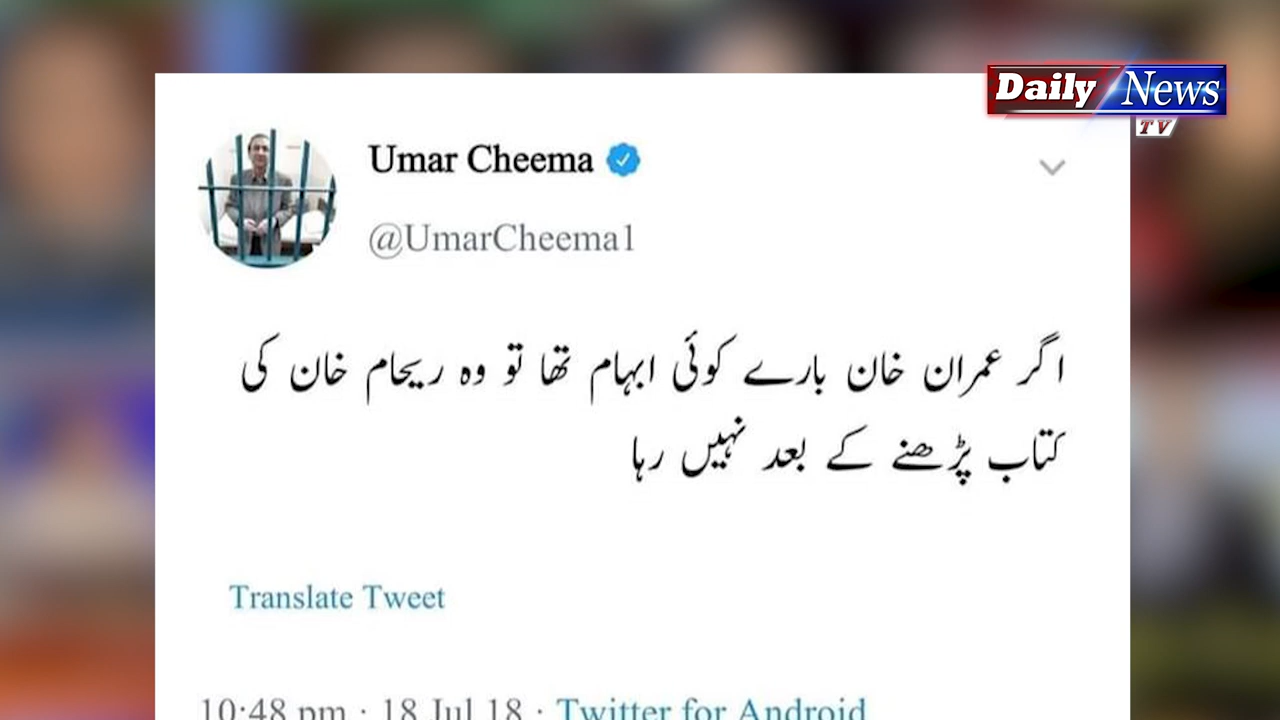 Daily News
TV
Umar Cheema
@UmarCheema1
اگر عمران خان بارے کوئی ابہام تھا تو وہ ریحام خان کی
کتاب پڑھنے کے بعد نہیں رہا
Translate Tweet
10:48 pm · 18 Jul 18 · Twitter for Android